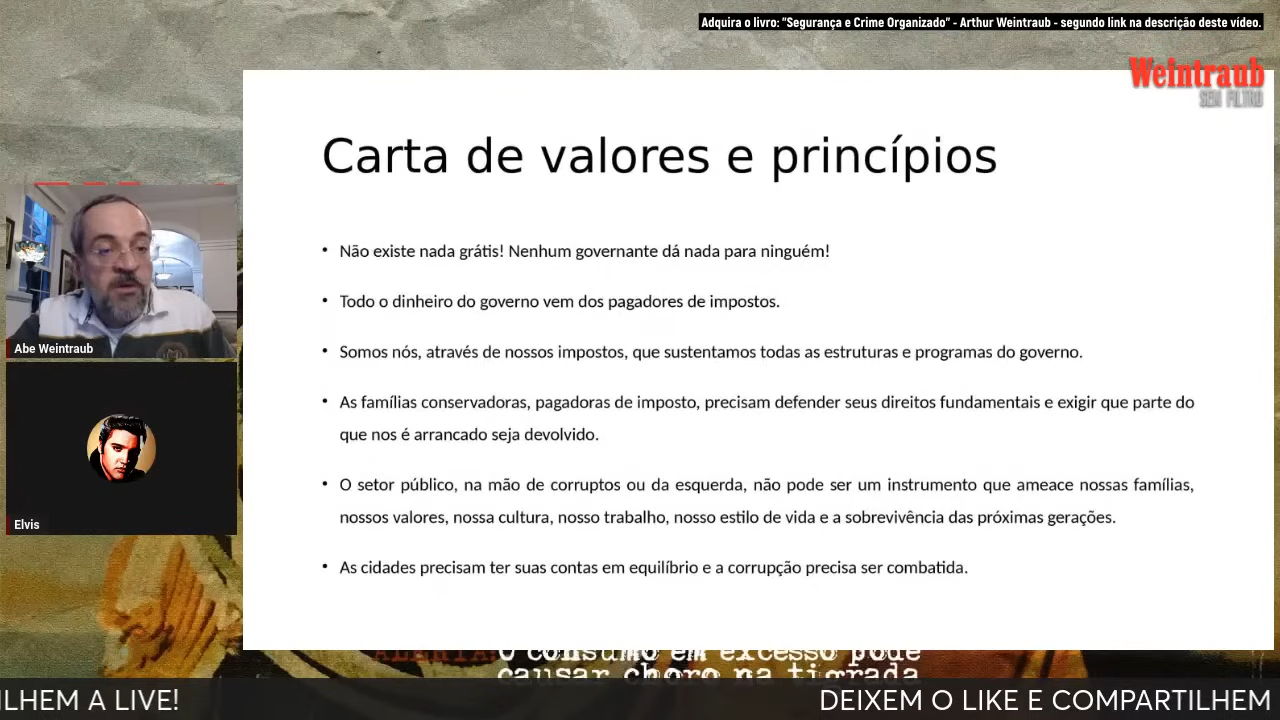 Adquira o livro: "Segurança e Crime Organizado" - Arthur Weintraub - segundo link na descrição deste vídeo.
Weintraub
SEM FILTRO
Carta de valores e princípios
• Não existe nada grátis! Nenhum governante dá nada para ninguém!
• Todo o dinheiro do governo vem dos pagadores de impostos.
• Somos nós, através de nossos impostos, que sustentamos todas as estruturas e programas do governo.
• As famílias conservadoras, pagadoras de imposto, precisam defender seus direitos fundamentais e exigir que parte do
que nos é arrancado seja devolvido.
• O setor público, na mão de corruptos ou da esquerda, não pode ser um instrumento que ameace nossas famílias,
nossos valores, nossa cultura, nosso trabalho, nosso estilo de vida e a sobrevivência das próximas gerações.
• As cidades precisam ter suas contas em equilíbrio e a corrupção precisa ser combatida.
Abe Weintraub
Elvis
ALERTA: O consumo em excesso pode
causar choro na tigrada
ILHEM A LIVE!
DEIXEM O LIKE E COMPARTILHEM